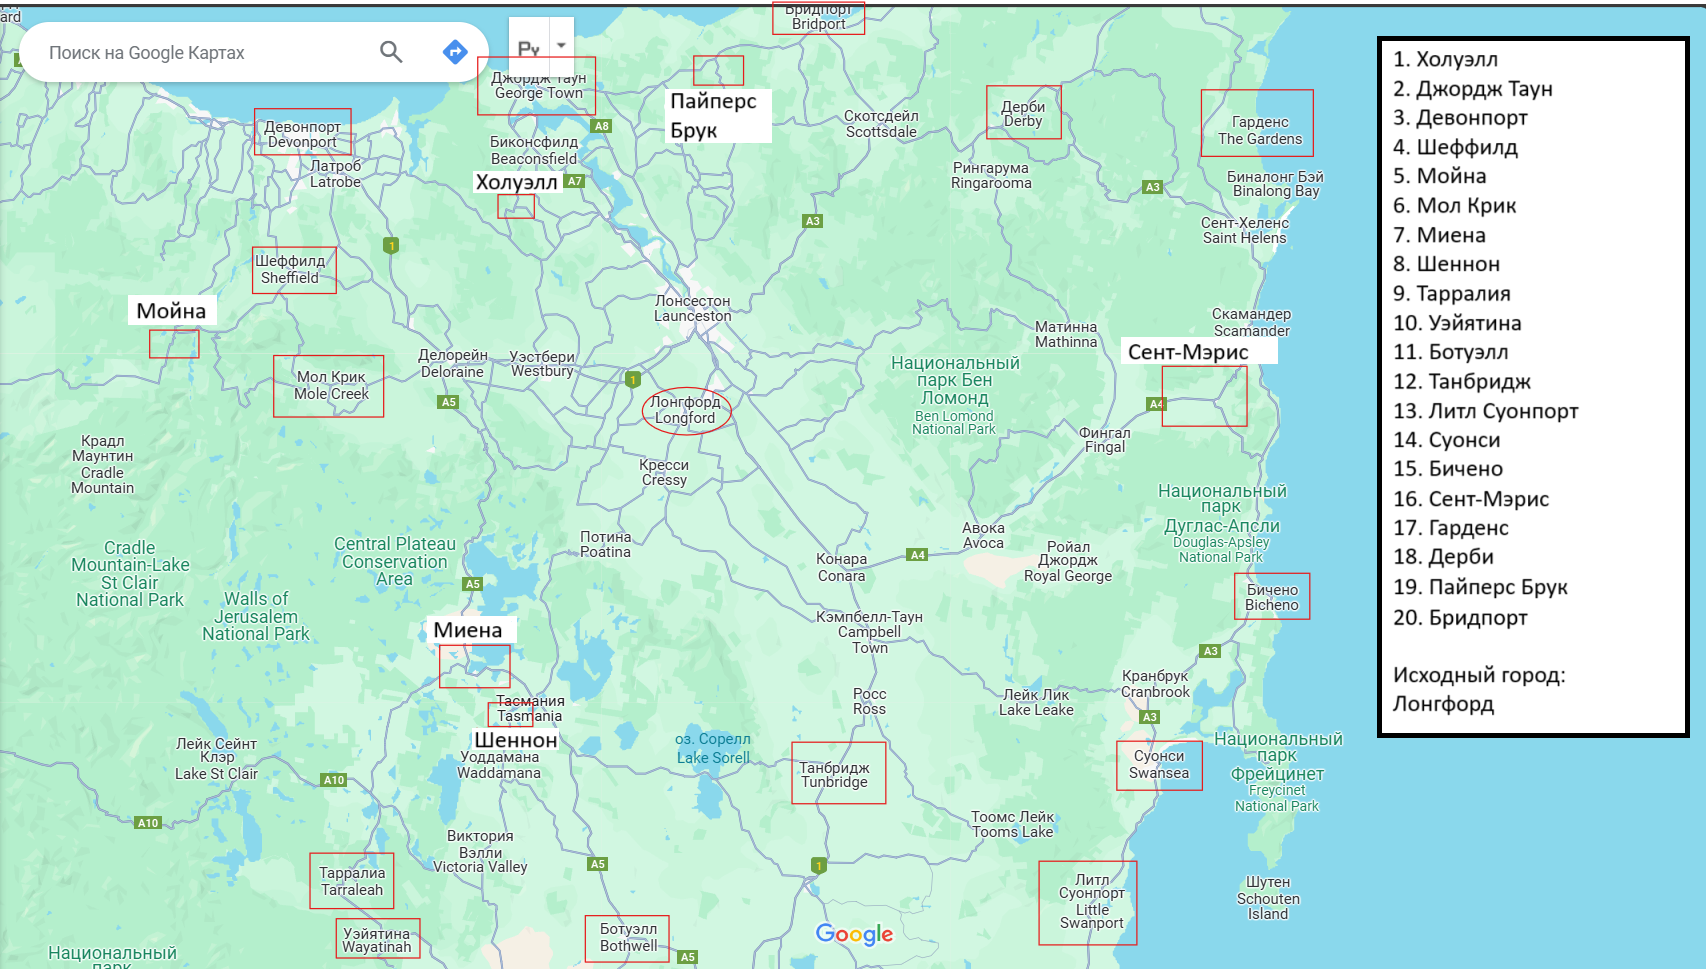 ard
Поиск на Google Картах
Ру
Бридпорт
Bridport
Джордж Таун
George Town
Пайперс
Брук
Скотсдейл
Scottsdale
Дерби
Derby
Гарденс
The Gardens
Девонпорт
Devonport
A8
Биконсфилд
Beaconsfield
Латроб
Latrobe
Холуэлл
A7
Рингарума
Ringarooma
A3
Биналонг Бэй
Binalong Bay
A3
Сент-Хеленс
Saint Helens
1
Шеффилд
Sheffield
Мойна
Лонсестон
Launceston
Скамандер
Scamander
Матинна
Mathinna
Сент-Мэрис
Делорейн
Deloraine
Уэстбери
Westbury
Национальный
парк Бен
Ломонд
Ben Lomond
National Park
1
Мол Крик
Mole Creek
A5
Лонгфорд
Longford
A4
Фингал
Fingal
Крадл
Маунтин
Cradle
Mountain
Кресси
Cressy
Национальный
парк
Дуглас-Апсли
Douglas-Apsley
National Park
Авока
Avoca
Потина
Poatina
Central Plateau
Conservation
Area
Cradle
Mountain-Lake
St Clair
National Park
Конара
Conara
A4
Ройал
Джордж
Royal George
A5
Walls of
Jerusalem
National Park
Бичено
Bicheno
Миена
Кэмпбелл-Таун
Campbell
Town
A3
Кранбрук
Cranbrook
Лейк Лик
Lake Leake
Росс
Ross
Тасмания
Tasmania
A3
Шеннон
Уоддамана
Waddamana
оз. Сорелл
Lake Sorell
Лейк Сейнт
Клэр
Lake St Clair
Танбридж
Tunbridge
Суонси
Swansea
Национальный
парк
Фрейцинет
Freycinet
National Park
A10
A10
Тоомс Лейк
Tooms Lake
Виктория
Вэлли
Victoria Valley
A5
1
Тарралиа
Tarraleah
Литл
Суонпорт
Little
Swanport
Шутен
Schouten
Island
Уэйятина
Wayatinah
Ботуэлл
Bothwell
Google
A5
Национальный
парк
1. Холуэлл
2. Джордж Таун
3. Девонпорт
4. Шеффилд
5. Мойна
6. Мол Крик
7. Миена
8. Шеннон
9. Тарралия
10. Уэйятина
11. Ботуэлл
12. Танбридж
13. Литл Суонпорт
14. Суонси
15. Бичено
16. Сент-Мэрис
17. Гарденс
18. Дерби
19. Пайперс Брук
20. Бридпорт
Исходный город:
Лонгфорд